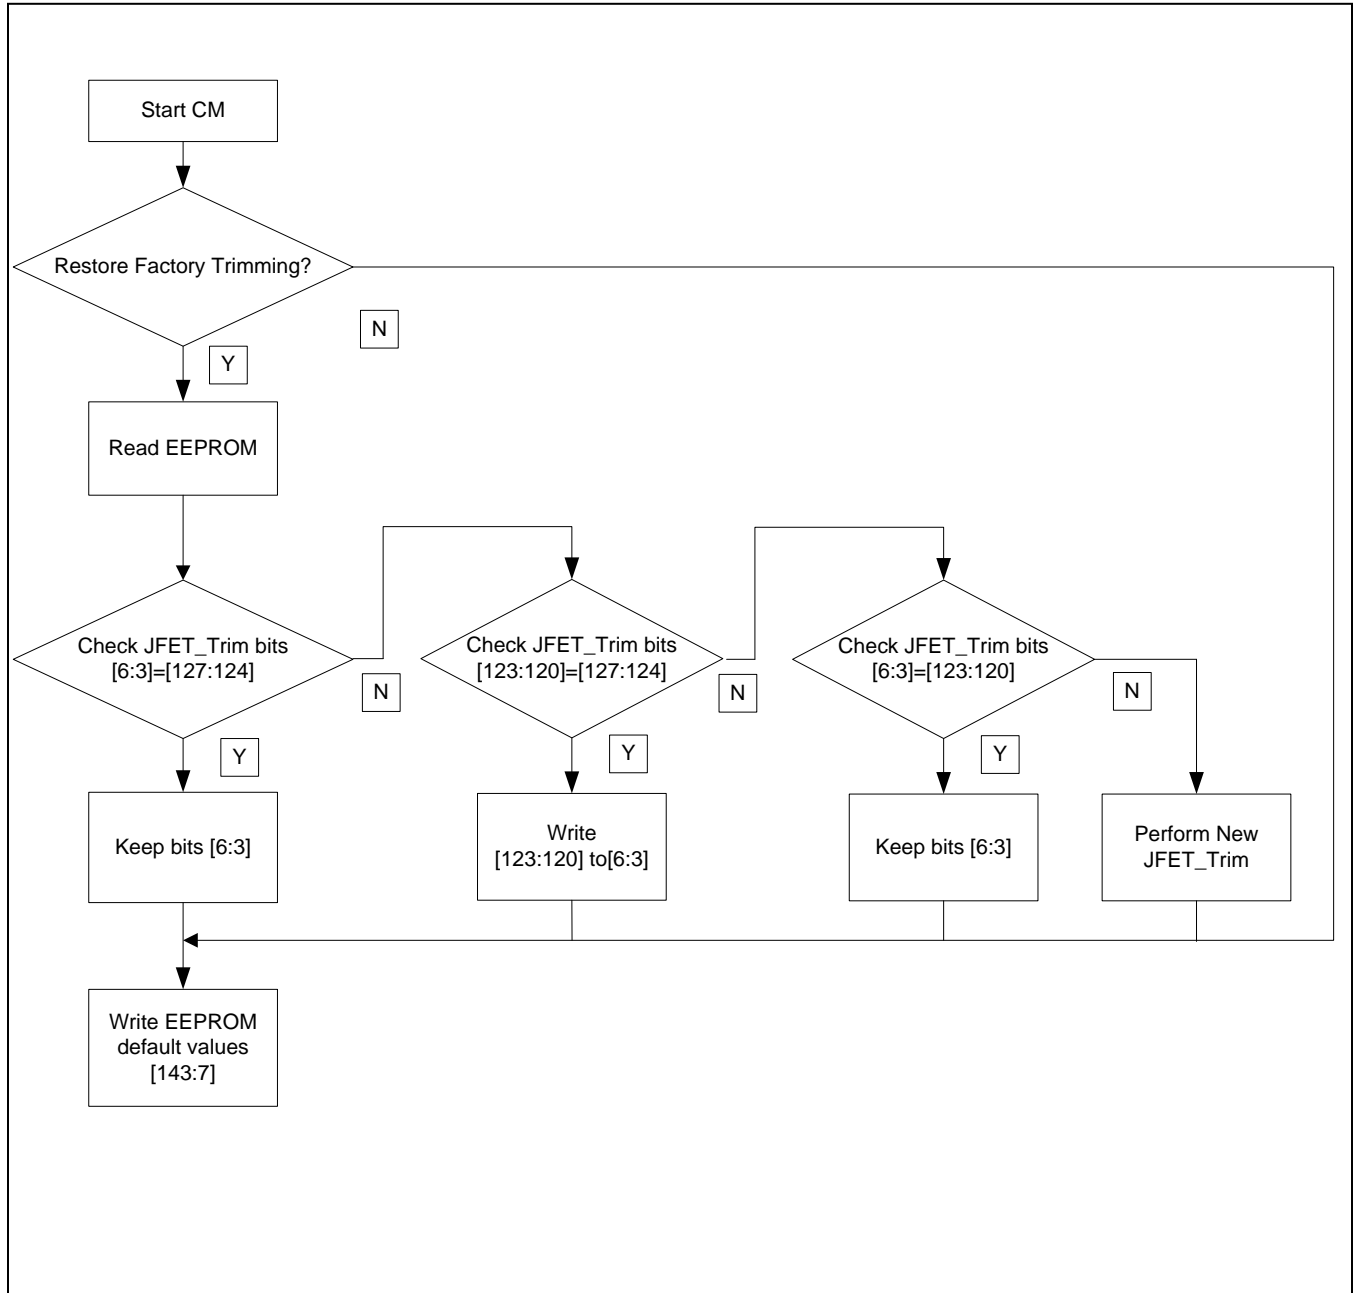 Start CM
Restore Factory Trimming?
N
Y
Read EEPROM
Check JFET_Trim bits
[6:3]=[127:124]
N
Y
Check JFET_Trim bits
[123:120]=[127:124]
N
Y
Check JFET_Trim bits
[6:3]=[123:120]
N
Y
Keep bits [6:3]
Write
[123:120] to[6:3]
Keep bits [6:3]
Perform New
JFET_Trim
Write EEPROM
default values
[143:7]